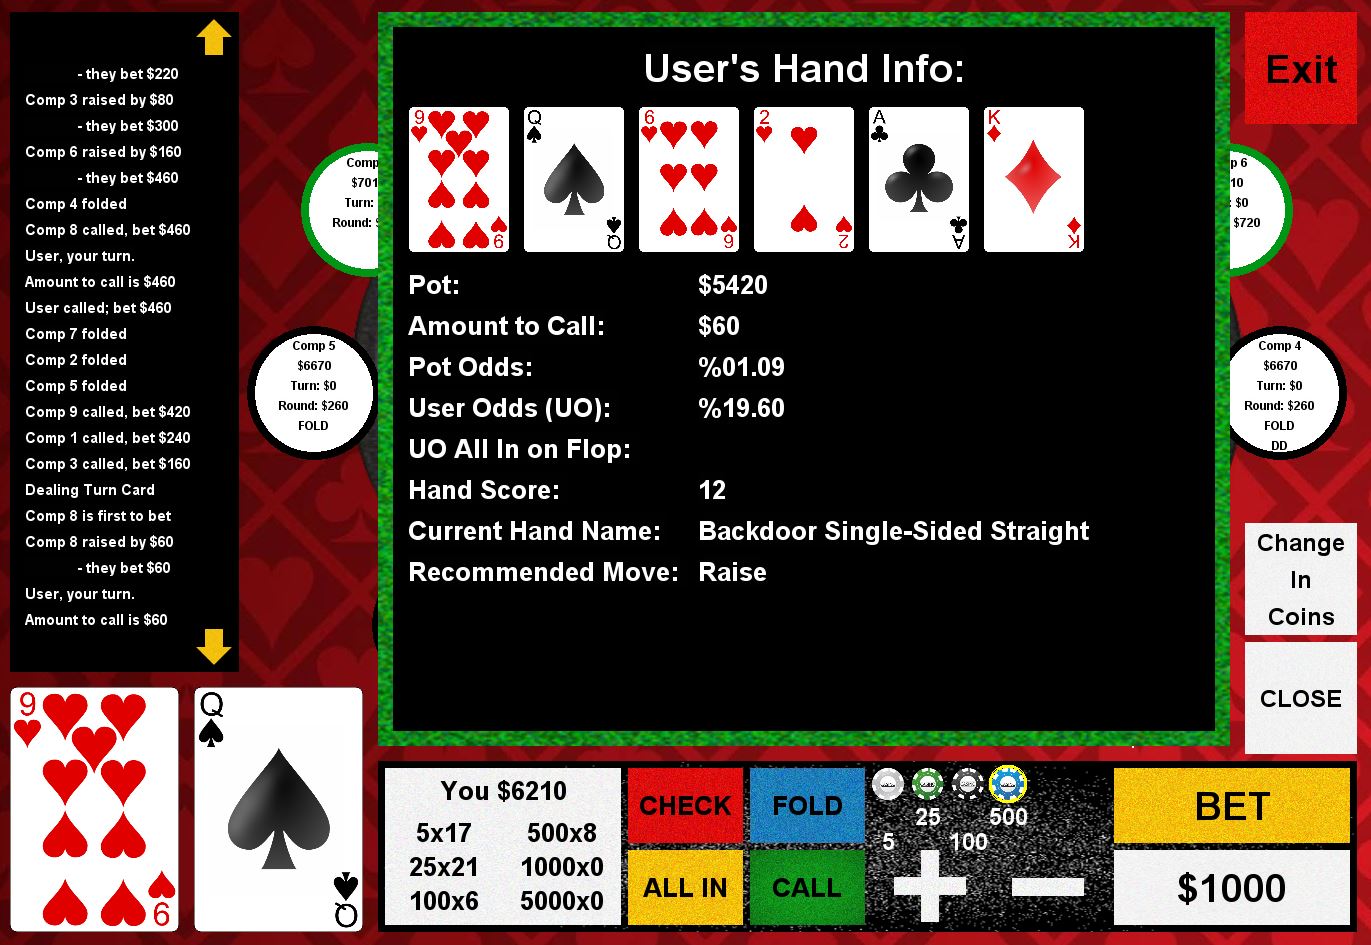 - they bet $220
Comp 3 raised by $80
- they bet $300
Comp 6 raised by $160
- they bet $460
Comp 4 folded
Comp 8 called, bet $460
User, your turn.
Amount to call is $460
User called; bet $460
Comp 7 folded
Comp 2 folded
Comp 5 folded
Comp 9 called, bet $420
Comp 1 called, bet $240
Comp 3 called, bet $160
Dealing Turn Card
Comp 8 is first to bet
Comp 8 raised by $60
- they bet $60
User, your turn.
Amount to call is $60
Comp
$701
Turn:
Round:
Comp 5
$6670
Turn: $0
Round: $260
FOLD
User's Hand Info:
9 Q 6 2 A K
9 Q 6 2 A K
Pot: $5420
Amount to Call: $60
Pot Odds: %01.09
User Odds (UO): %19.60
UO All In on Flop:
Hand Score: 12
Current Hand Name: Backdoor Single-Sided Straight
Recommended Move: Raise
Exit
p 6
10
: $0
$720
Comp 4
$6670
Turn: $0
Round: $260
FOLD
DD
Change
In
Coins
CLOSE
9 Q
9 Q
You $6210
5x17 500x8
25x21 1000x0
100x6 5000x0
CHECK FOLD
ALL IN CALL
25 500
5 100
BET
$1000